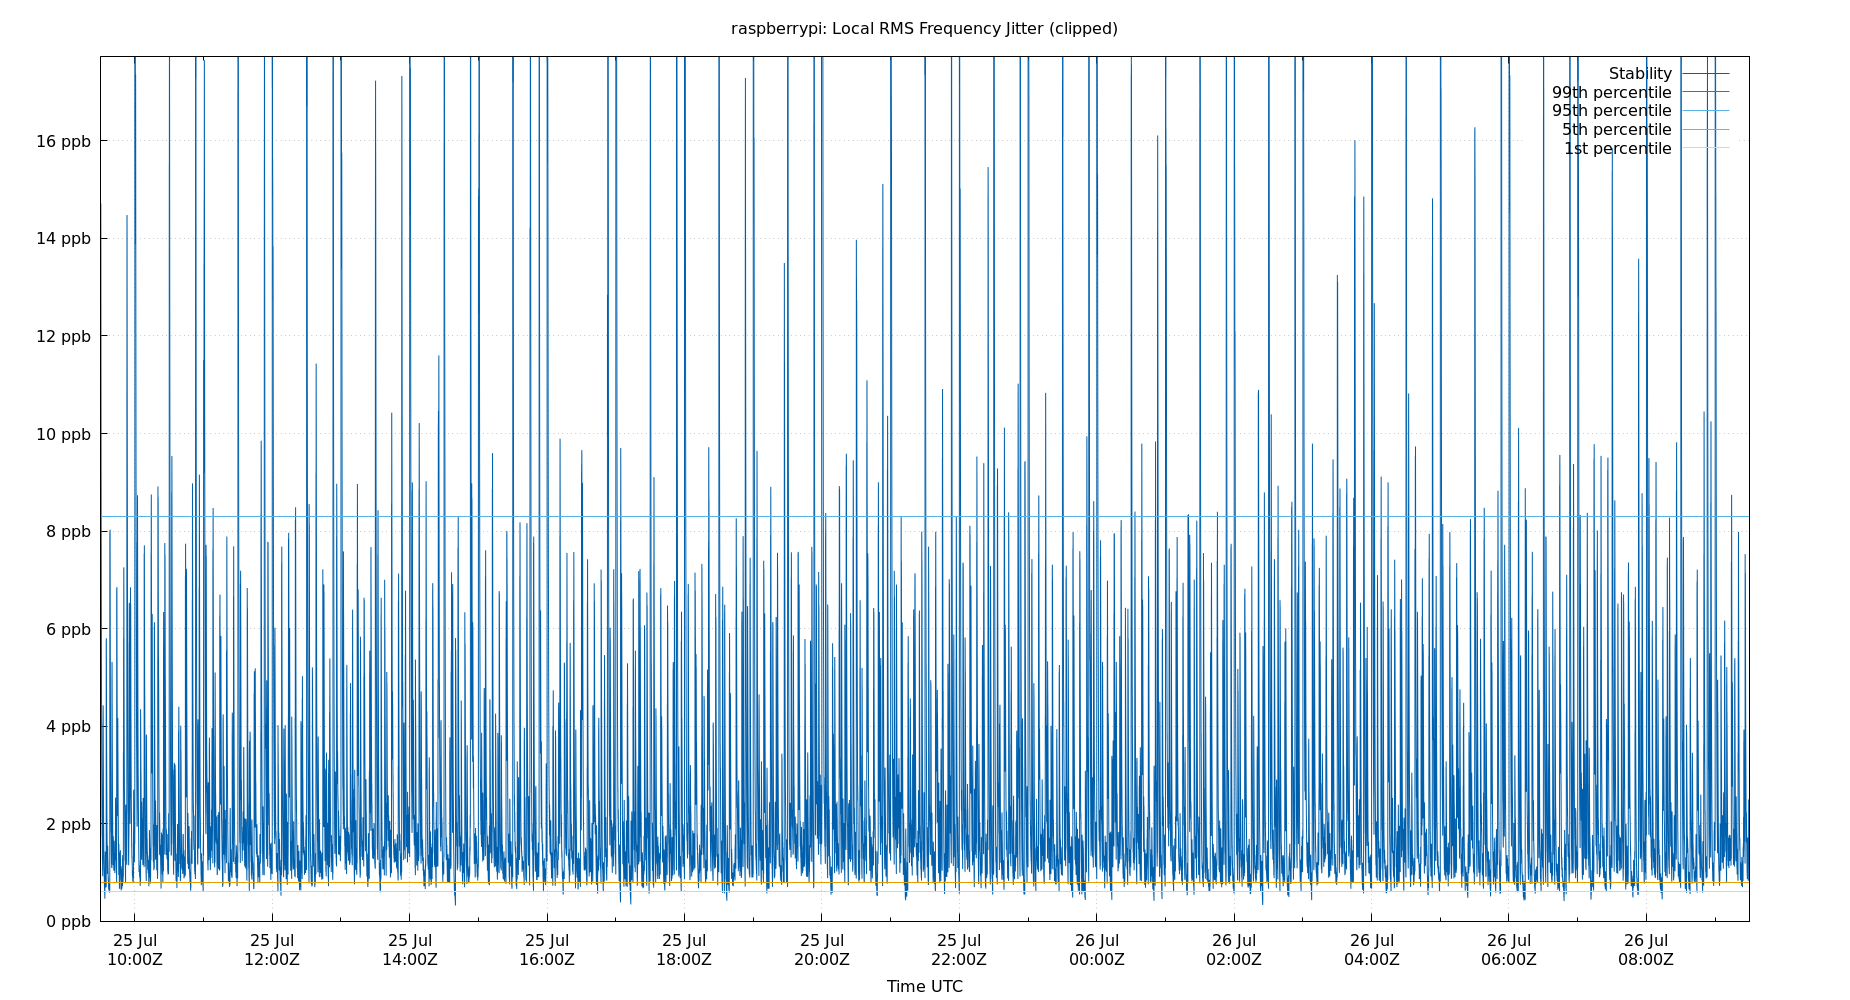 raspberrypi: Local RMS Frequency Jitter (clipped)
Stability
99th percentile
95th percentile
5th percentile
1st percentile
16 ppb
14 ppb
12 ppb
10 ppb
8 ppb
6 ppb
4 ppb
2 ppb
0 ppb
25 Jul 25 Jul 25 Jul 25 Jul 25 Jul 25 Jul 25 Jul 26 Jul 26 Jul 26 Jul 26 Jul 26 Jul
10:00Z 12:00Z 14:00Z 16:00Z 18:00Z 20:00Z 22:00Z 00:00Z 02:00Z 04:00Z 06:00Z 08:00Z
Time UTC